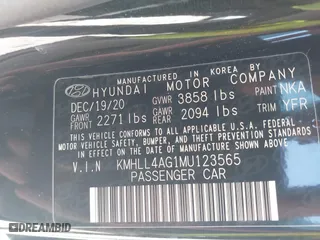 MANUFACTURED IN KOREA BY
HYUNDAI MOTOR COMPANY
DEC/19/20 GVWR 3858 lbs PAINT NKA
GAWR FRONT 2271 lbs GAWR REAR 2094 lbs TRIM YFR
THIS VEHICLE CONFORMS TO ALL APPLICABLE
FEDERAL MOTOR VEHICLE SAFETY,
BUMPER, AND THEFT PREVENTION
STANDARDS IN EFFECT ON THE DATE OF
MANUFACTURE SHOWN ABOVE.
V.I.N KMHLL4AG1MU123565
PASSENGER CAR
© DREAMBID
AUTOBIDMASTER